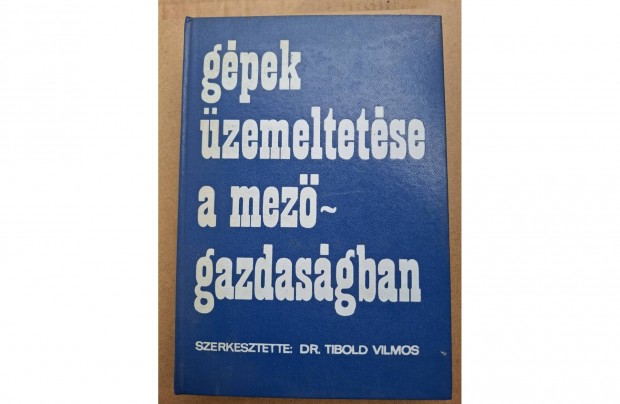 gépek
üzemeltetése
a mező~
gazdaságban
SZERKESZTETTE: DR. TIBOLD VILMOS